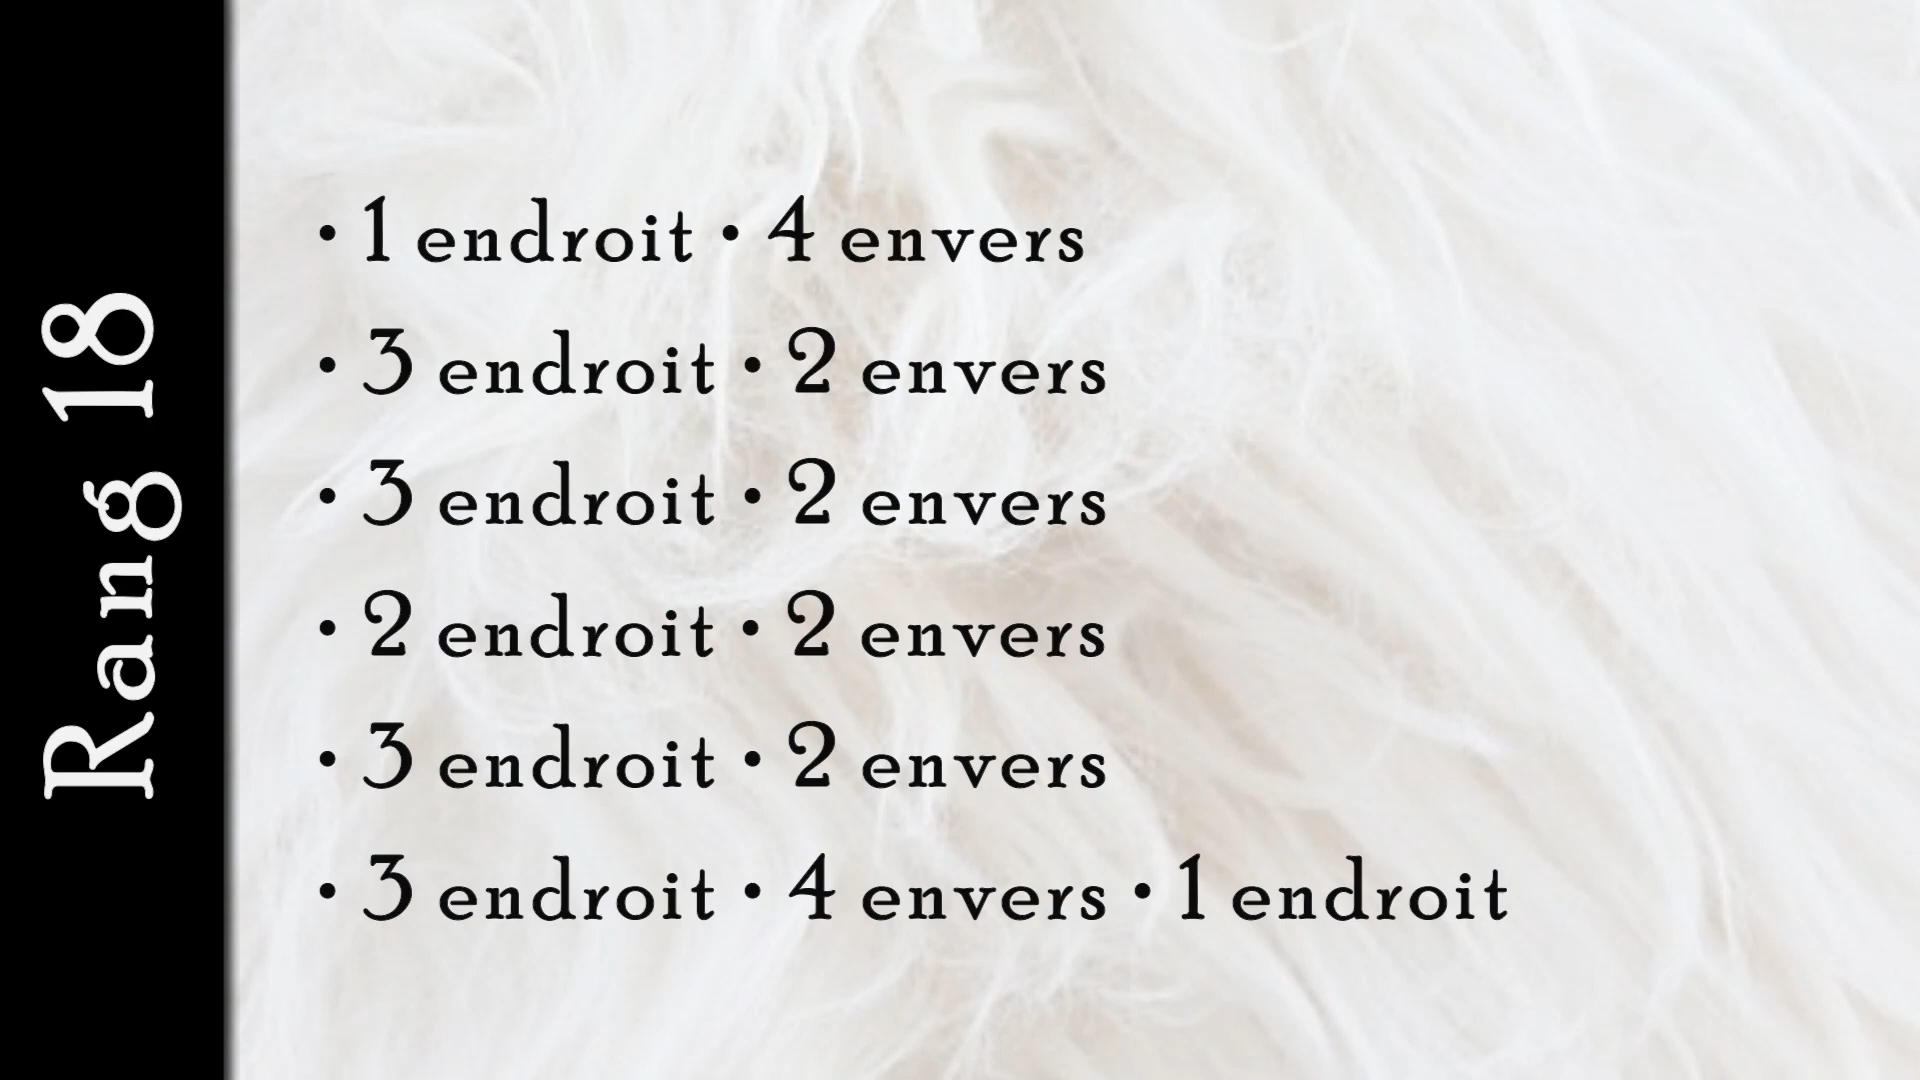 Rang 18
• 1 endroit • 4 envers
• 3 endroit • 2 envers
• 3 endroit • 2 envers
• 2 endroit • 2 envers
• 3 endroit • 2 envers
• 3 endroit • 4 envers • 1 endroit